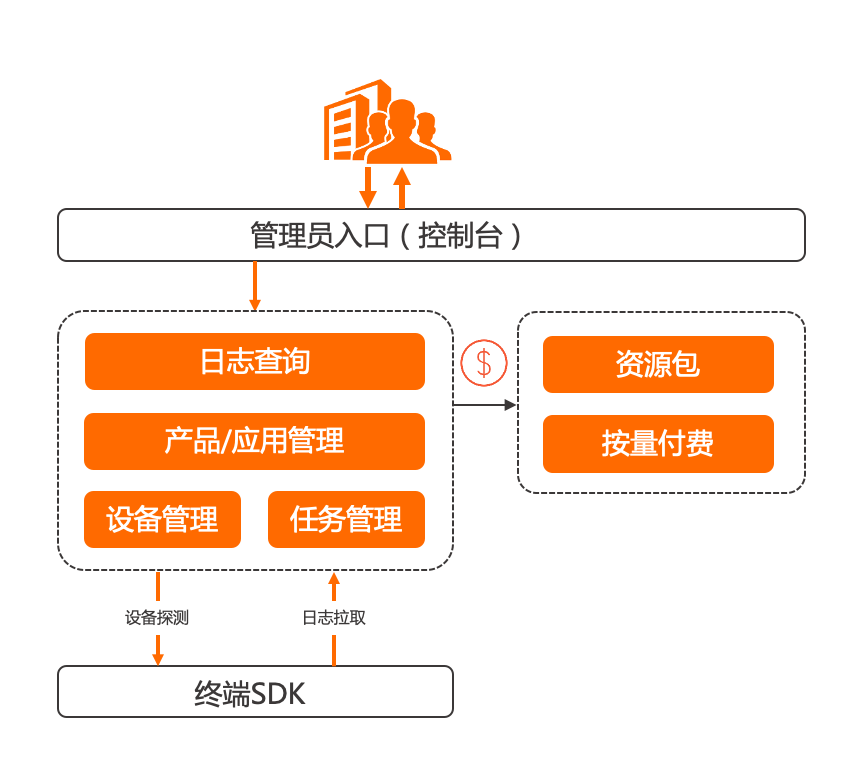 管理员入口（控制台）
日志查询
$
资源包
产品/应用管理
按量付费
设备管理
任务管理
设备探测
日志拉取
终端SDK